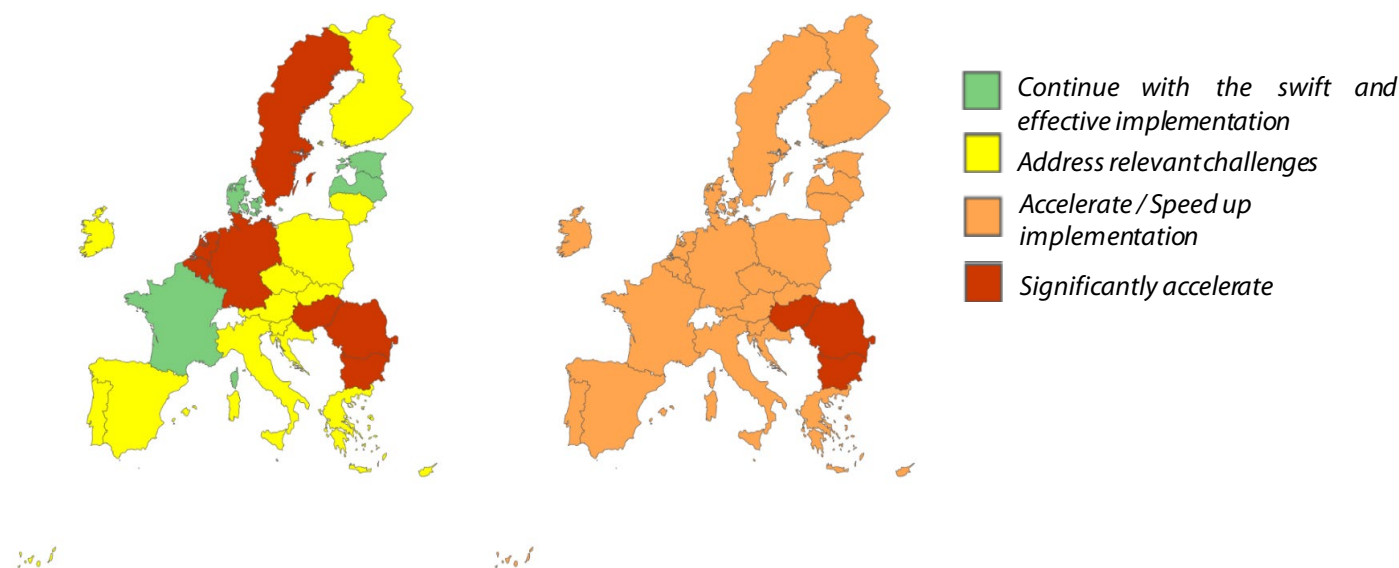 Continue with the swift and
effective implementation
Address relevant challenges
Accelerate / Speed up
implementation
Significantly accelerate